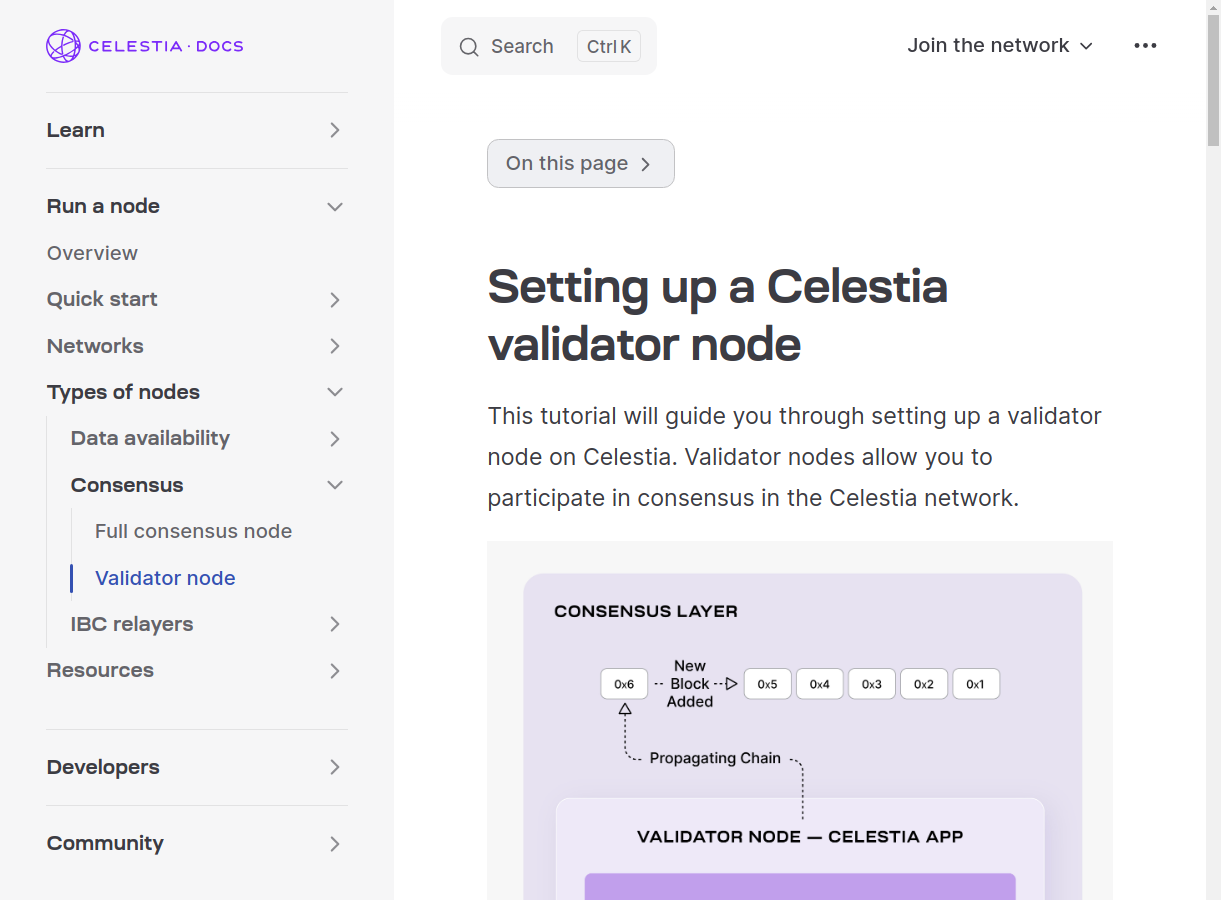 CELESTIA · DOCS
Learn
Run a node
Overview
Quick start
Networks
Types of nodes
Data availability
Consensus
Full consensus node
Validator node
IBC relayers
Resources
Developers
Community
Search Ctrl K
Join the network
On this page
Setting up a Celestia
validator node
This tutorial will guide you through setting up a validator
node on Celestia. Validator nodes allow you to
participate in consensus in the Celestia network.
CONSENSUS LAYER
0x6
New
Block
Added
0x5
0x4
0x3
0x2
0x1
Propagating Chain
VALIDATOR NODE — CELESTIA APP